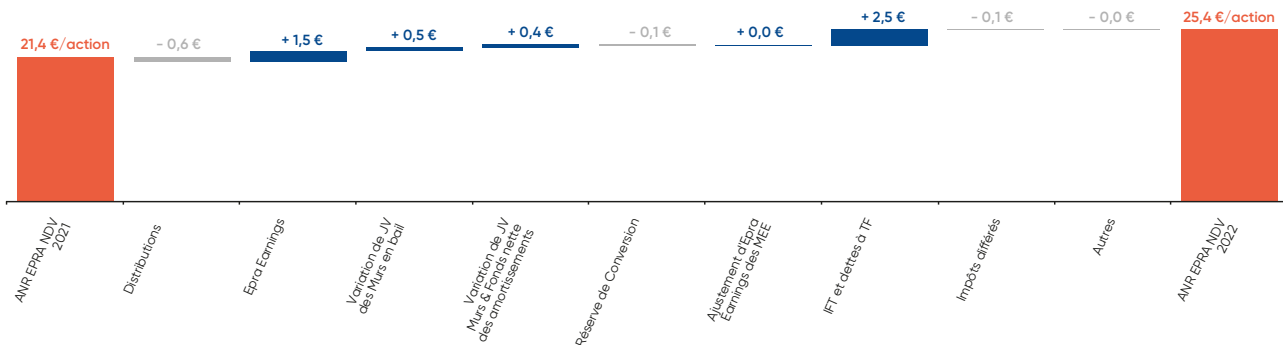 21,4 €/action
- 0,6 €
+ 1,5 €
+ 0,5 €
+ 0,4 €
- 0,1 €
+ 0,0 €
+ 2,5 €
- 0,1 €
- 0,0 €
25,4 €/action
ANR EPRA NDV
2021
Distributions
Epra Earnings
Variation de JV
des Murs en bail
Variation de JV
Murs & Fonds nette
des amortissements
Réserve de Conversion
Ajustement d'Epra
Earnings des MEE
IFT et dettes à TF
Impôts différés
Autres
ANR EPRA NDV
2022